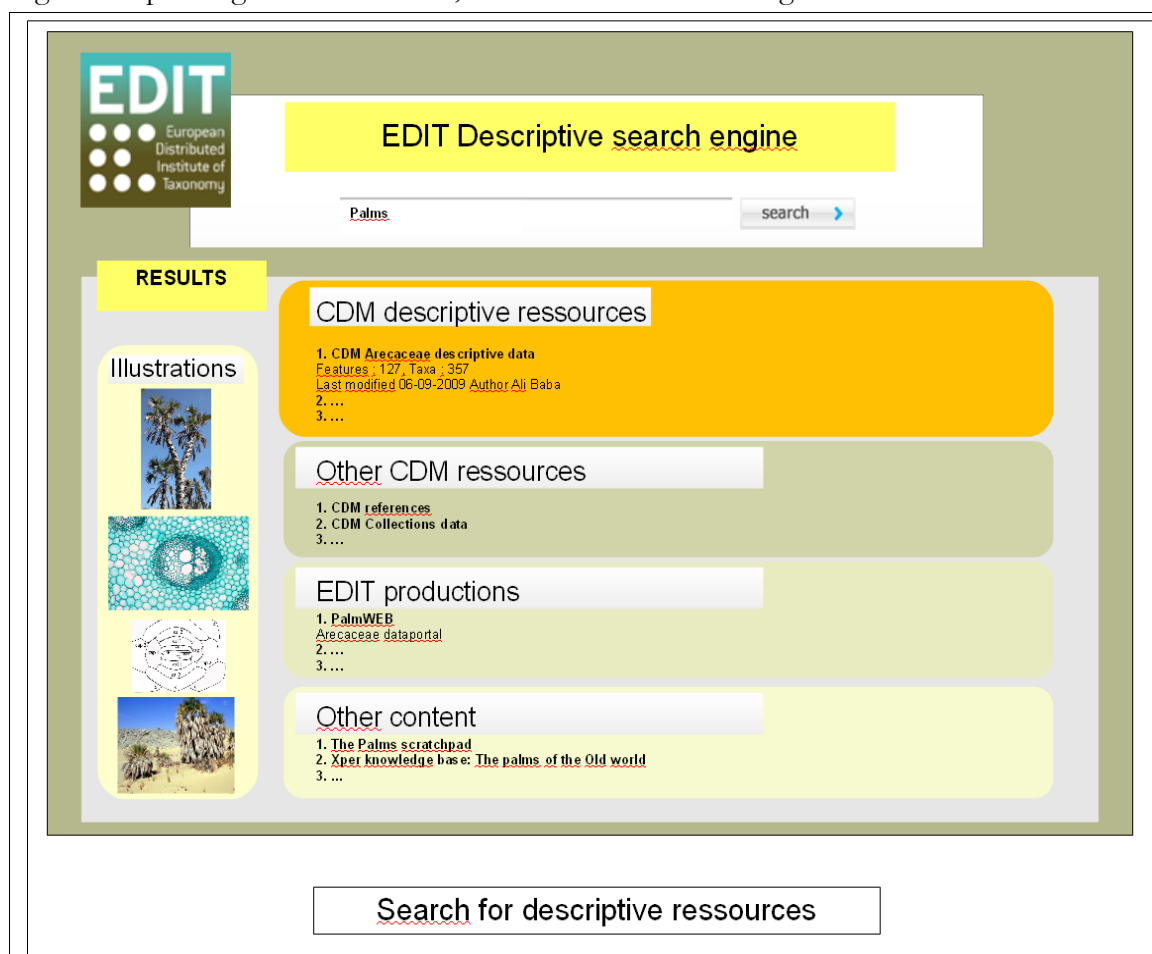 EDIT
European
Distributed
Institute of
Taxonomy
EDIT Descriptive search engine
Palms
search
RESULTS
Illustrations
CDM descriptive ressources
1. CDM Arecaceae descriptive data
Features : 127, Taxa : 357
Last modified 06-09-2009 Author Ali Baba
2. ...
3. ...
Other CDM ressources
1. CDM references
2. CDM Collections data
3. ...
EDIT productions
1. PalmWEB
Arecaceae dataportal
2. ...
3. ...
Other content
1. The Palms scratchpad
2. Xper knowledge base: The palms of the Old world
3. ...
Search for descriptive ressources